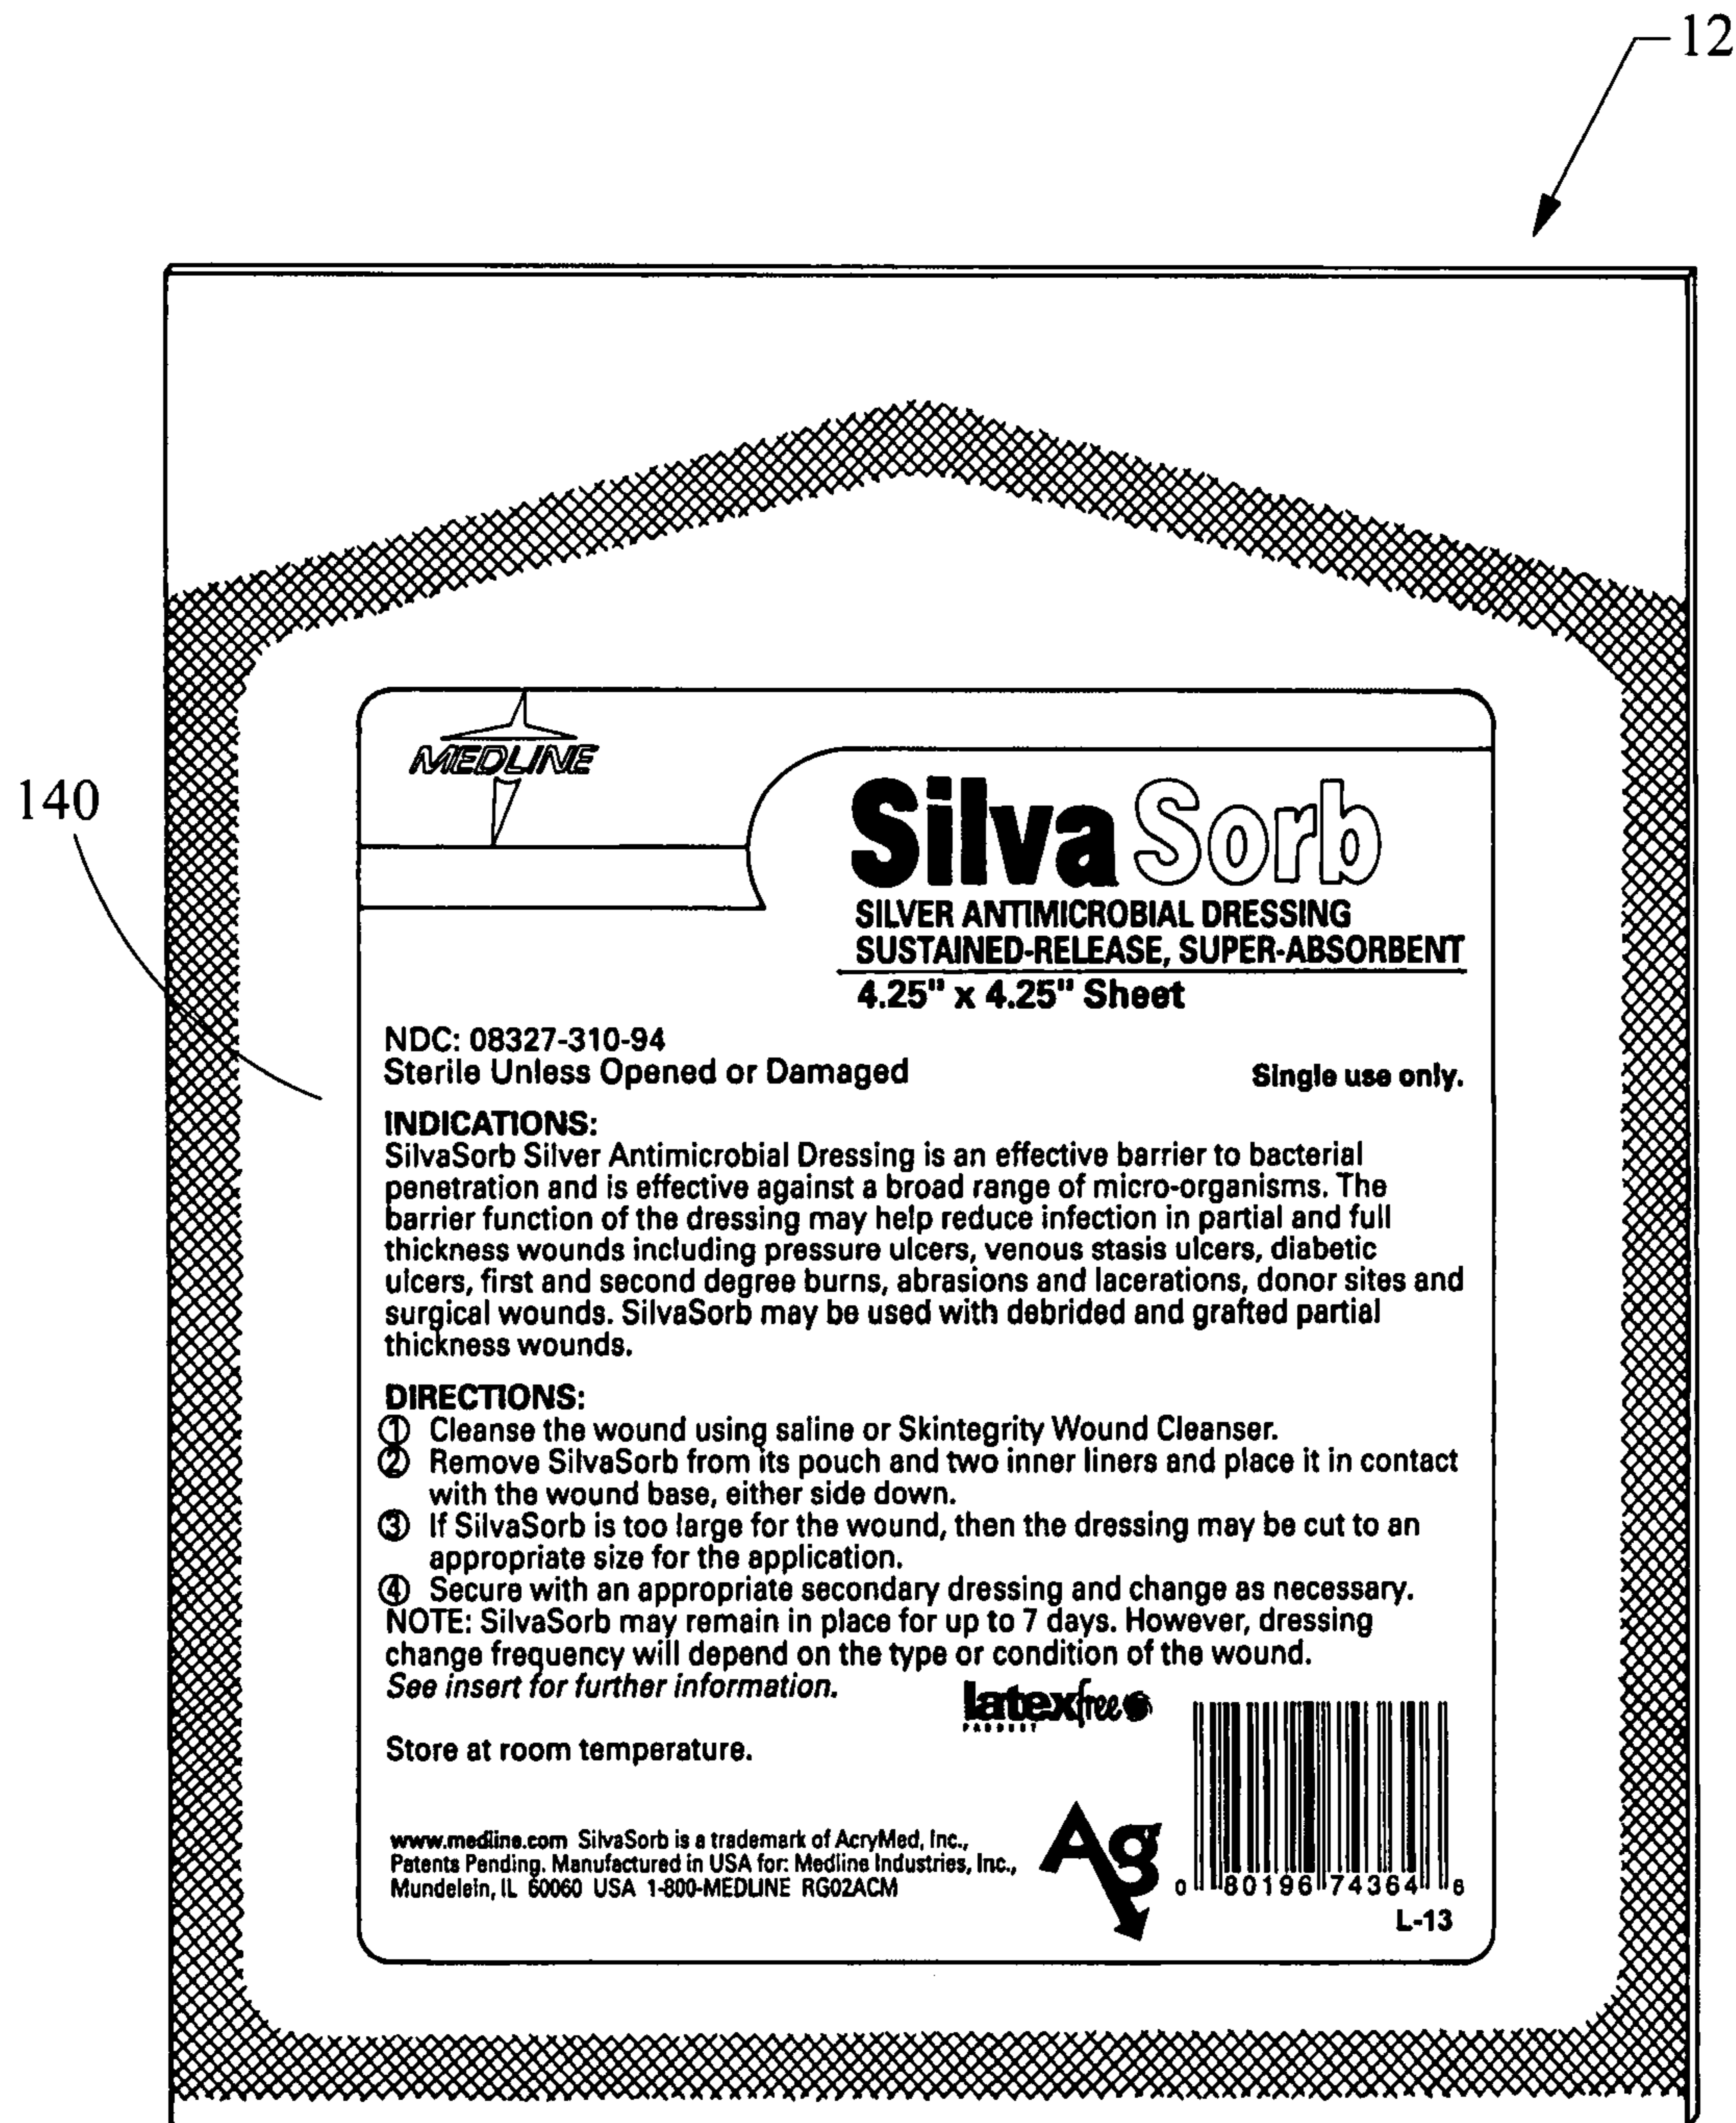 12
MEDLINE
140
SilvaSorb
SILVER ANTIMICROBIAL DRESSING
SUSTAINED-RELEASE, SUPER-ABSORBENT
4.25" x 4.25" Sheet
NDC: 08327-310-94
Sterile Unless Opened or Damaged
Single use only.
INDICATIONS:
SilvaSorb Silver Antimicrobial Dressing is an effective barrier to bacterial
penetration and is effective against a broad range of micro-organisms. The
barrier function of the dressing may help reduce infection in partial and full
thickness wounds including pressure ulcers, venous stasis ulcers, diabetic
ulcers, first and second degree burns, abrasions and lacerations, donor sites and
surgical wounds. SilvaSorb may be used with debrided and grafted partial
thickness wounds.
DIRECTIONS:
① Cleanse the wound using saline or Skintegrity Wound Cleanser.
② Remove SilvaSorb from its pouch and two inner liners and place it in contact
with the wound base, either side down.
③ If SilvaSorb is too large for the wound, then the dressing may be cut to an
appropriate size for the application.
④ Secure with an appropriate secondary dressing and change as necessary.
NOTE: SilvaSorb may remain in place for up to 7 days. However, dressing
change frequency will depend on the type or condition of the wound.
See insert for further information.
latexfree
PRODUCT
Store at room temperature.
www.medline.com SilvaSorb is a trademark of AcryMed, Inc.,
Patents Pending. Manufactured in USA for: Medline Industries, Inc.,
Mundelein, IL 60060 USA 1-800-MEDLINE RG02ACM
Ag
0 80196 74364 6
L-13